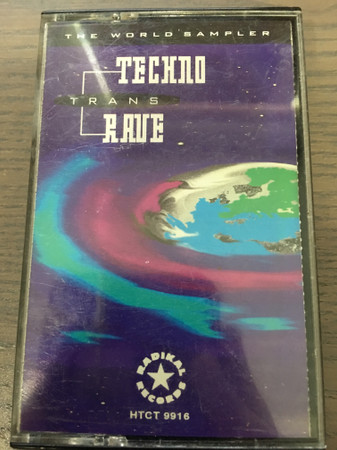 THE WORLD SAMPLER
TECHNO
TRANS
RAVE
RADIKAL
RECORDS
HTCT 9916